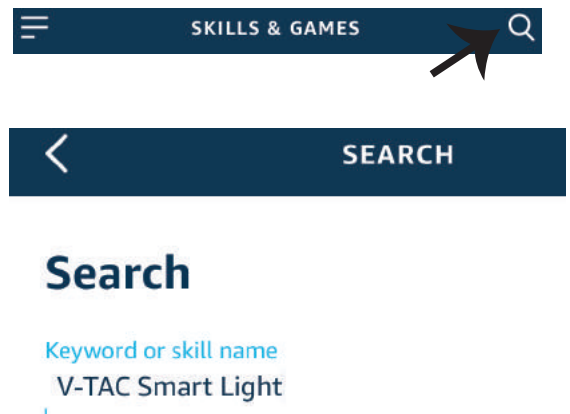 SKILLS & GAMES
SEARCH
Search
Keyword or skill name
V-TAC Smart Light